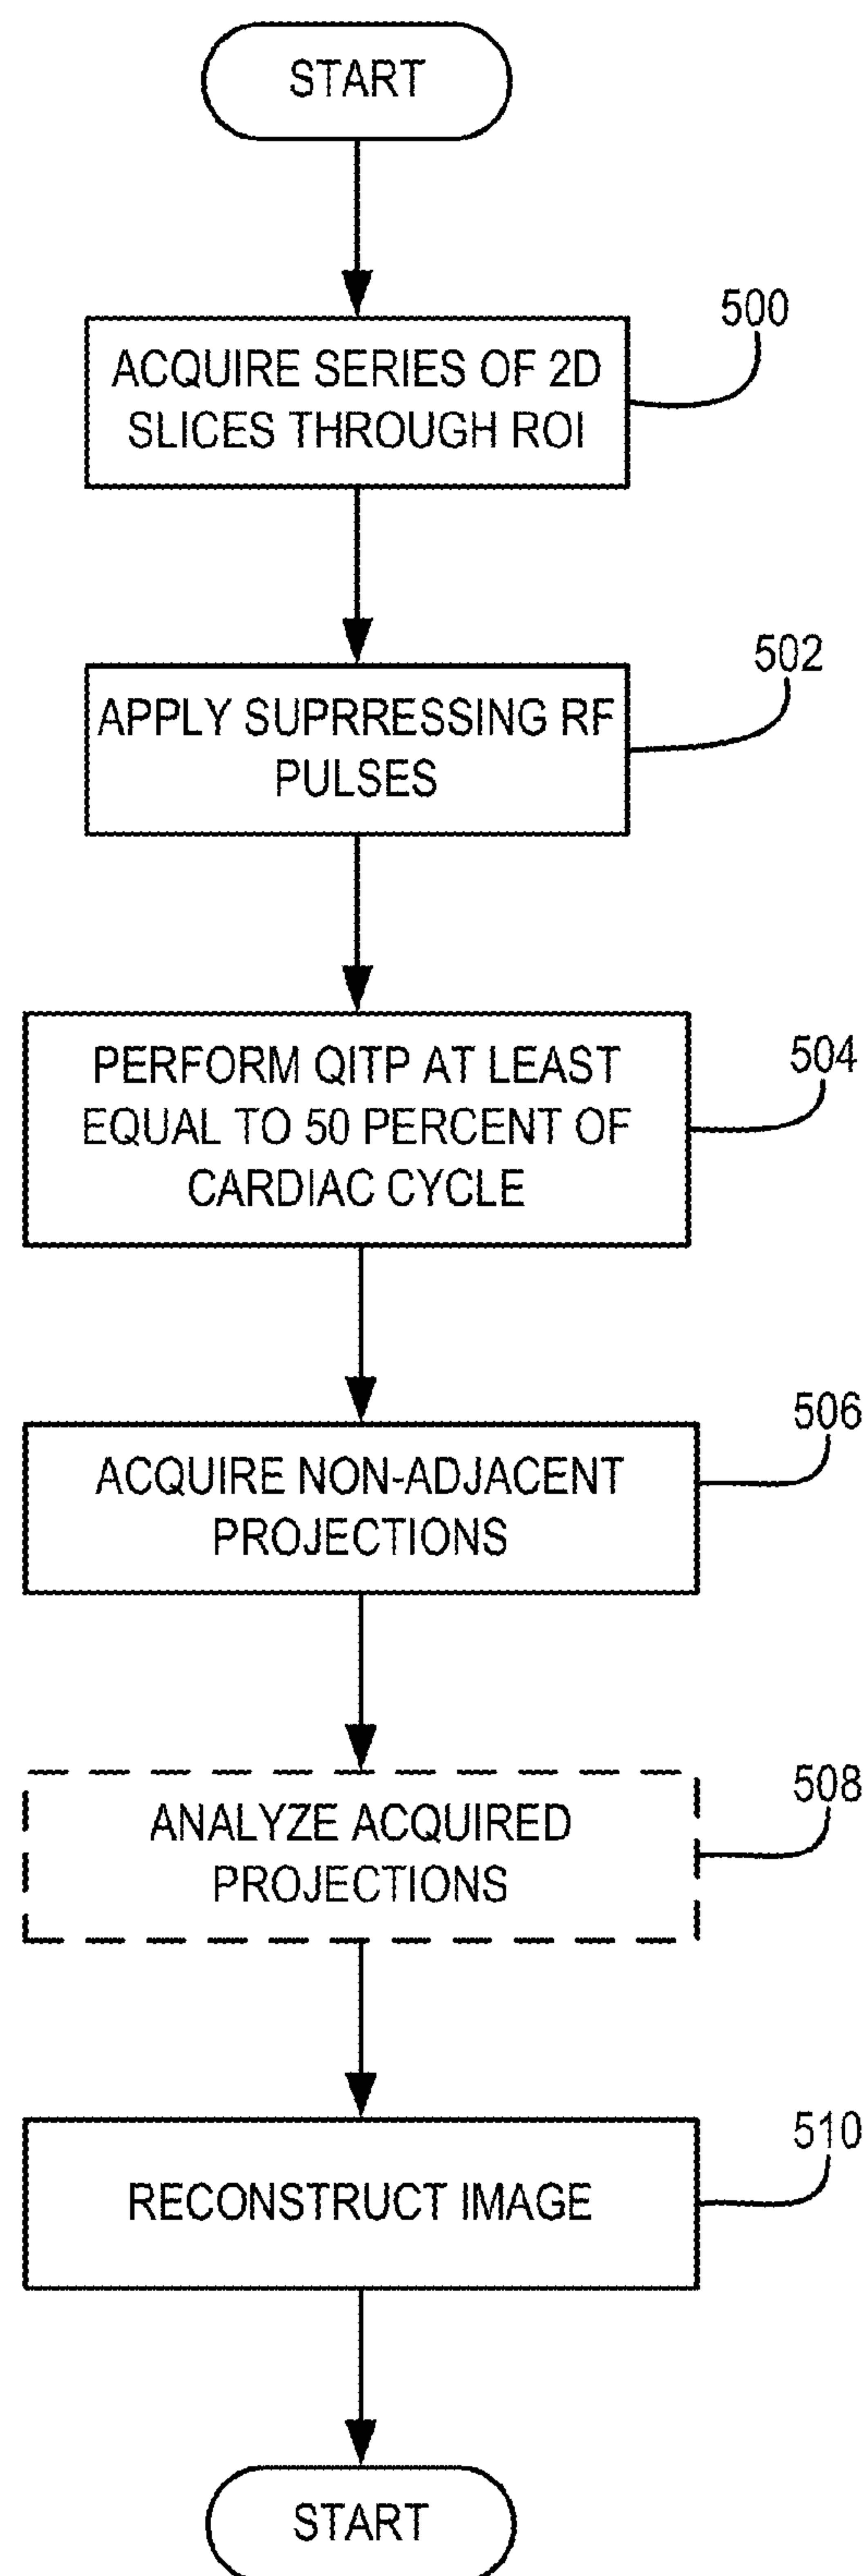 START
500
ACQUIRE SERIES OF 2D
SLICES THROUGH ROI
502
APPLY SUPRRESSING RF
PULSES
504
PERFORM QITP AT LEAST
EQUAL TO 50 PERCENT OF
CARDIAC CYCLE
506
ACQUIRE NON-ADJACENT
PROJECTIONS
508
ANALYZE ACQUIRED
PROJECTIONS
510
RECONSTRUCT IMAGE
START